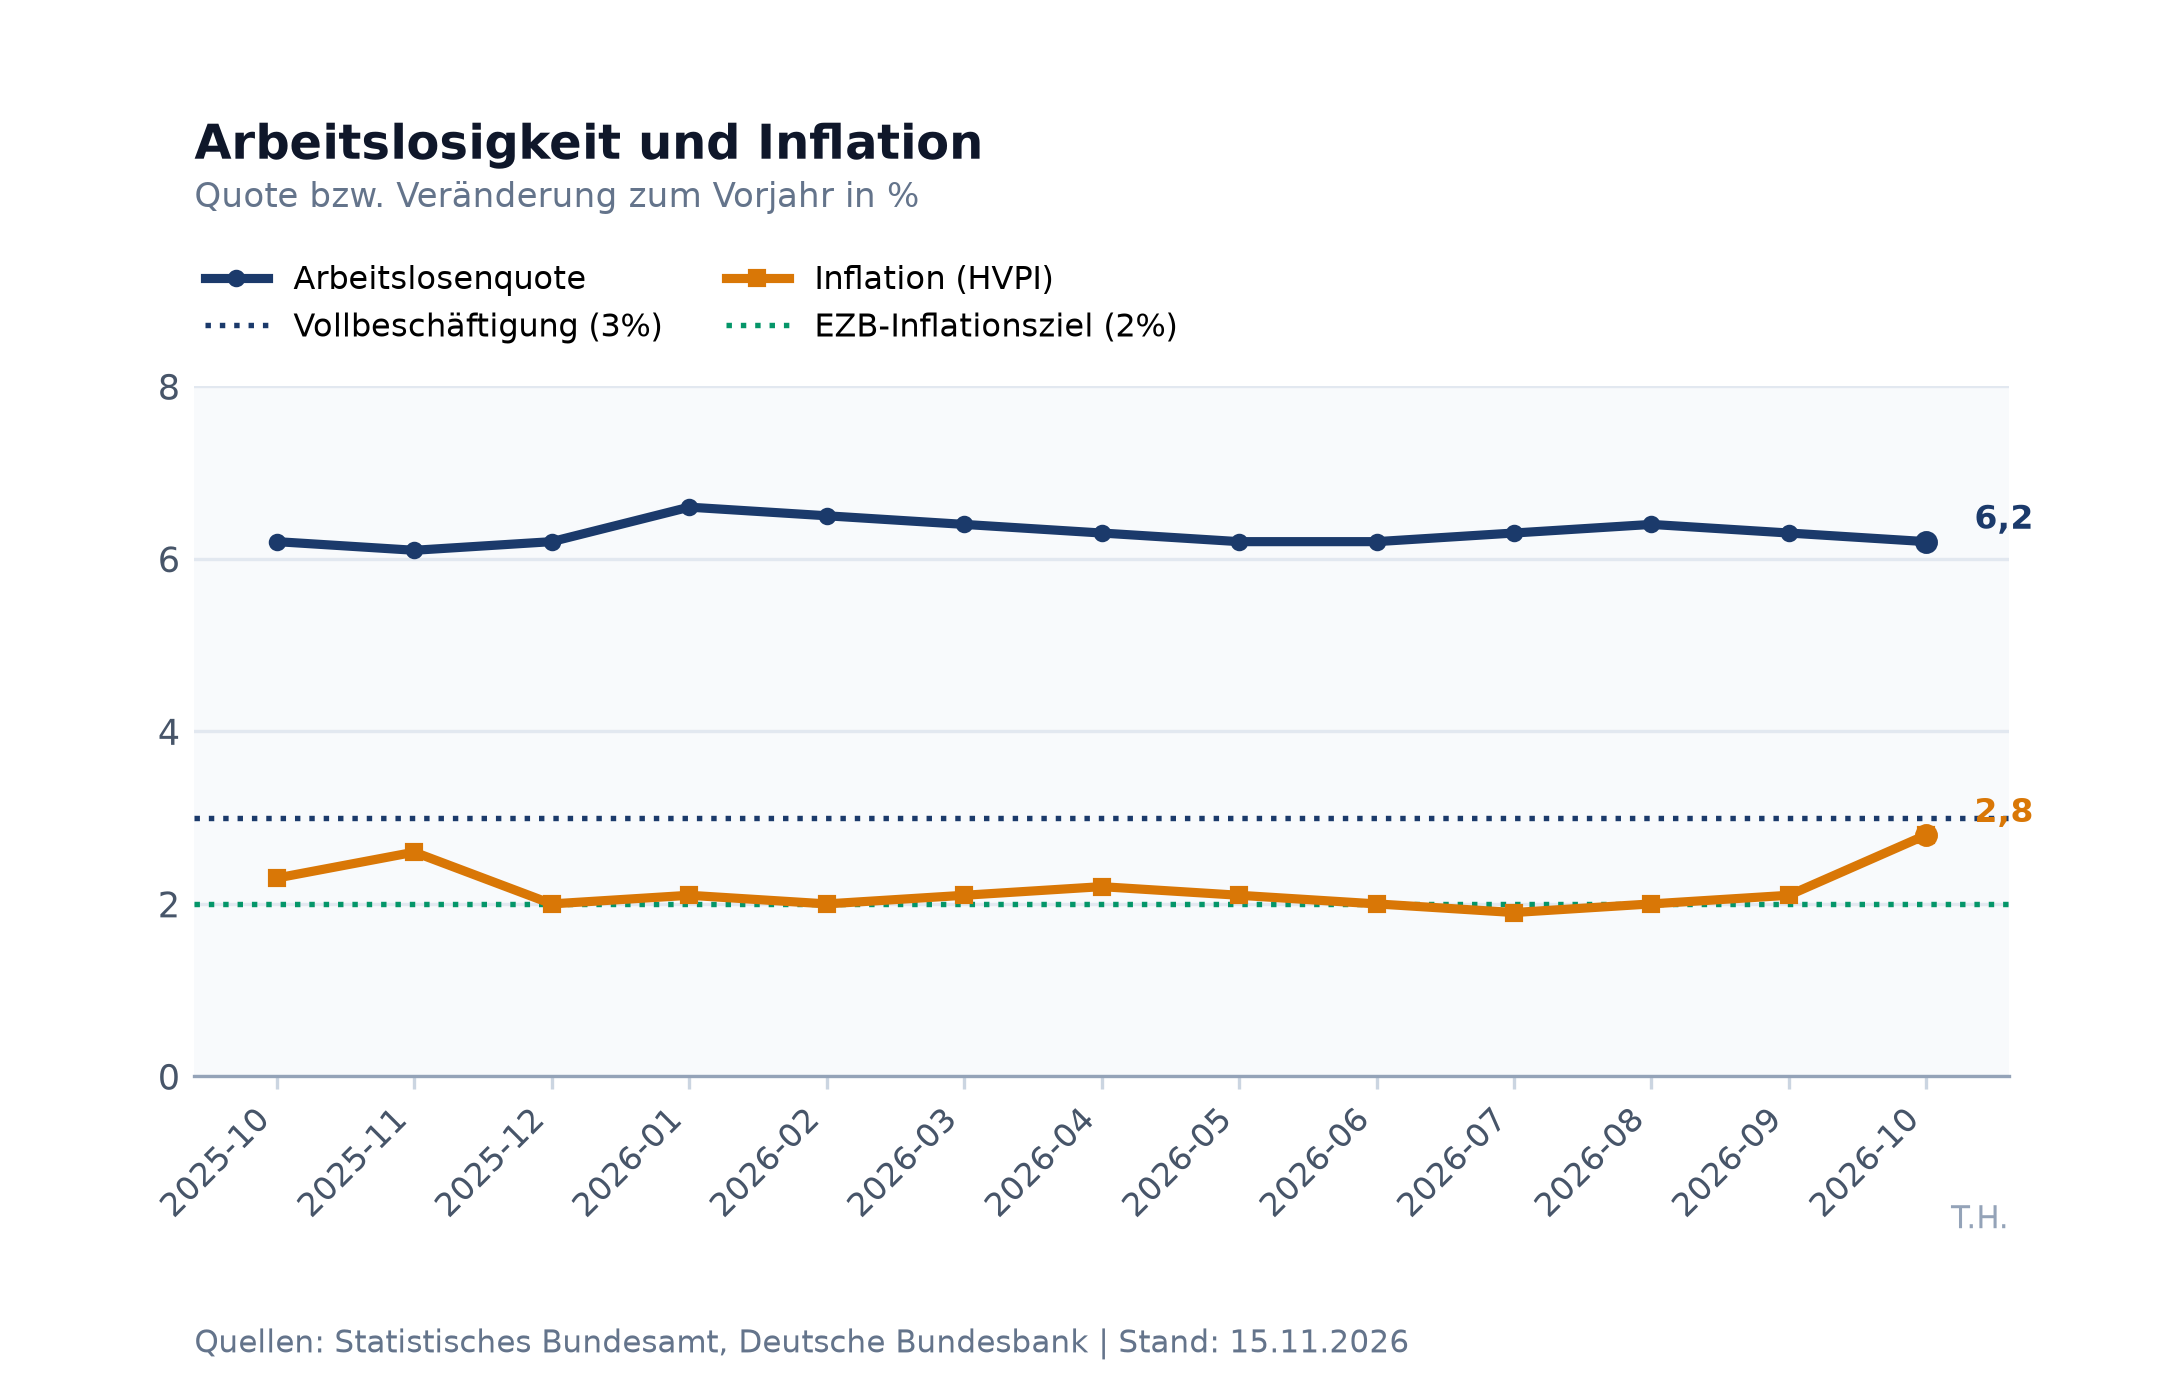 Arbeitslosigkeit und Inflation
Quote bzw. Veränderung zum Vorjahr in %
Arbeitslosenquote
Inflation (HVPI)
Vollbeschäftigung (3%)
EZB-Inflationsziel (2%)
8
6
4
2
0
6,2
2,8
2025-10
2025-11
2025-12
2026-01
2026-02
2026-03
2026-04
2026-05
2026-06
2026-07
2026-08
2026-09
2026-10
T.H.
Quellen: Statistisches Bundesamt, Deutsche Bundesbank | Stand: 15.11.2026